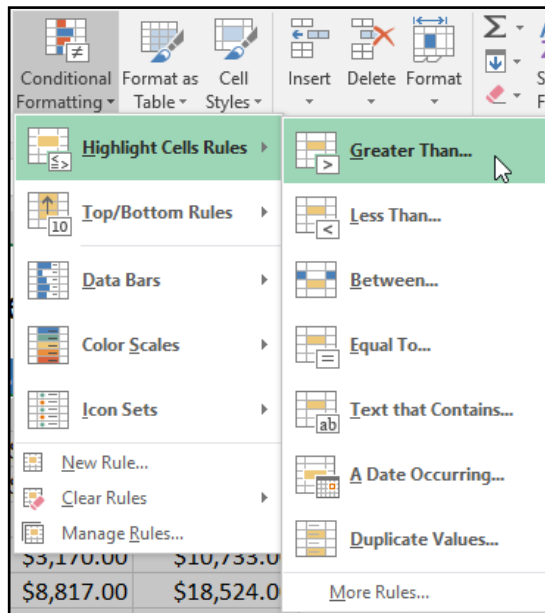 Conditional Format as Cell Insert Delete Format
Formatting Table Styles
Highlight Cells Rules
Top/Bottom Rules
10
Data Bars
Color Scales
Icon Sets
New Rule...
Clear Rules
Manage Rules...
Greater Than...
Less Than...
Between...
Equal To...
Text that Contains...
ab
A Date Occurring...
Duplicate Values...
More Rules...
$3,170.00 $10,733.0
$8,817.00 $18,524.0